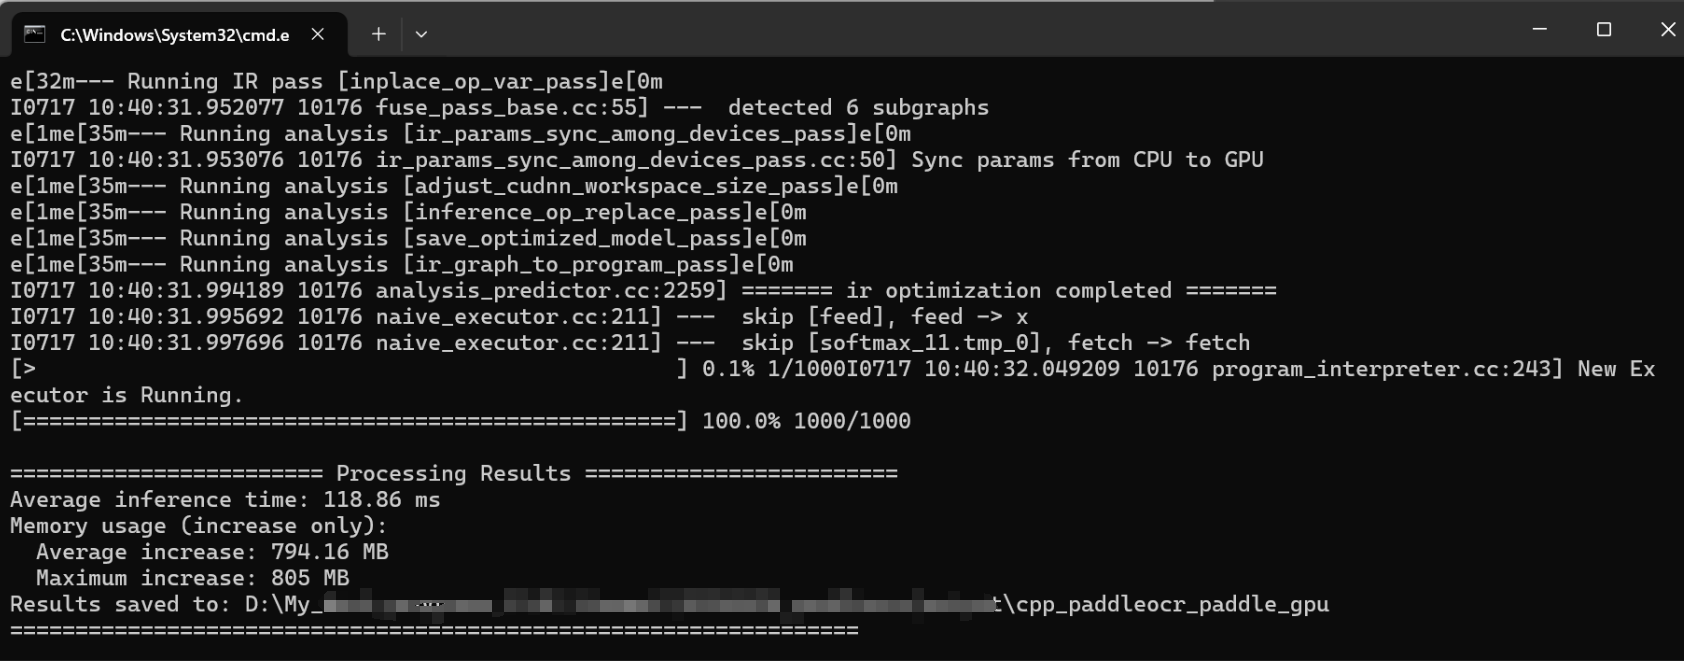 C:\Windows\System32\cmd.e
e[32m--- Running IR pass [inplace_op_var_pass]e[0m
I0717 10:40:31.952077 10176 fuse_pass_base.cc:55] ---  detected 6 subgraphs
e[1me[35m--- Running analysis [ir_params_sync_among_devices_pass]e[0m
I0717 10:40:31.953076 10176 ir_params_sync_among_devices_pass.cc:50] Sync params from CPU to GPU
e[1me[35m--- Running analysis [adjust_cudnn_workspace_size_pass]e[0m
e[1me[35m--- Running analysis [inference_op_replace_pass]e[0m
e[1me[35m--- Running analysis [save_optimized_model_pass]e[0m
e[1me[35m--- Running analysis [ir_graph_to_program_pass]e[0m
I0717 10:40:31.994189 10176 analysis_predictor.cc:2259] ======= ir optimization completed =======
I0717 10:40:31.995692 10176 naive_executor.cc:211] ---  skip [feed], feed -> x
I0717 10:40:31.997696 10176 naive_executor.cc:211] ---  skip [softmax_11.tmp_0], fetch -> fetch
[>                                                 ] 0.1% 1/1000I0717 10:40:32.049209 10176 program_interpreter.cc:243] New Ex
ecutor is Running.
[==================================================] 100.0% 1000/1000
======================== Processing Results ========================
Average inference time: 118.86 ms
Memory usage (increase only):
  Average increase: 794.16 MB
  Maximum increase: 805 MB
Results saved to: D:\My_ t\cpp_paddleocr_paddle_gpu
=================================================================